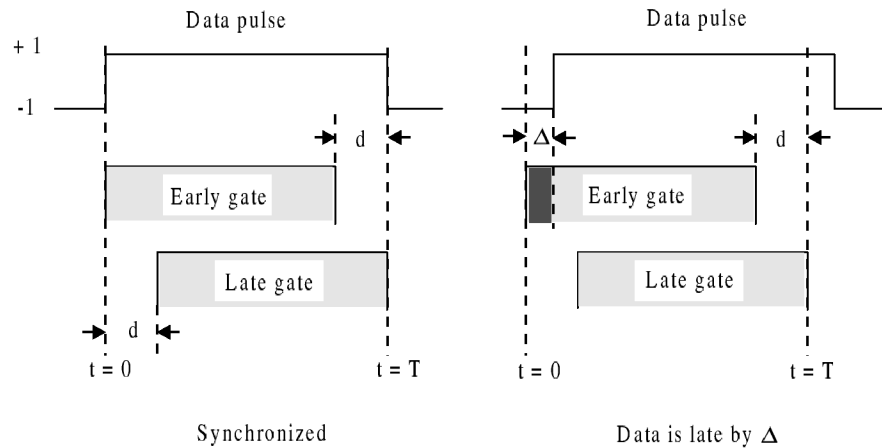 Data pulse
+ 1
-1
d
Early gate
Late gate
d
t = 0
t = T
Synchronized
Data pulse
Δ
d
Early gate
Late gate
t = 0
t = T
Data is late by Δ